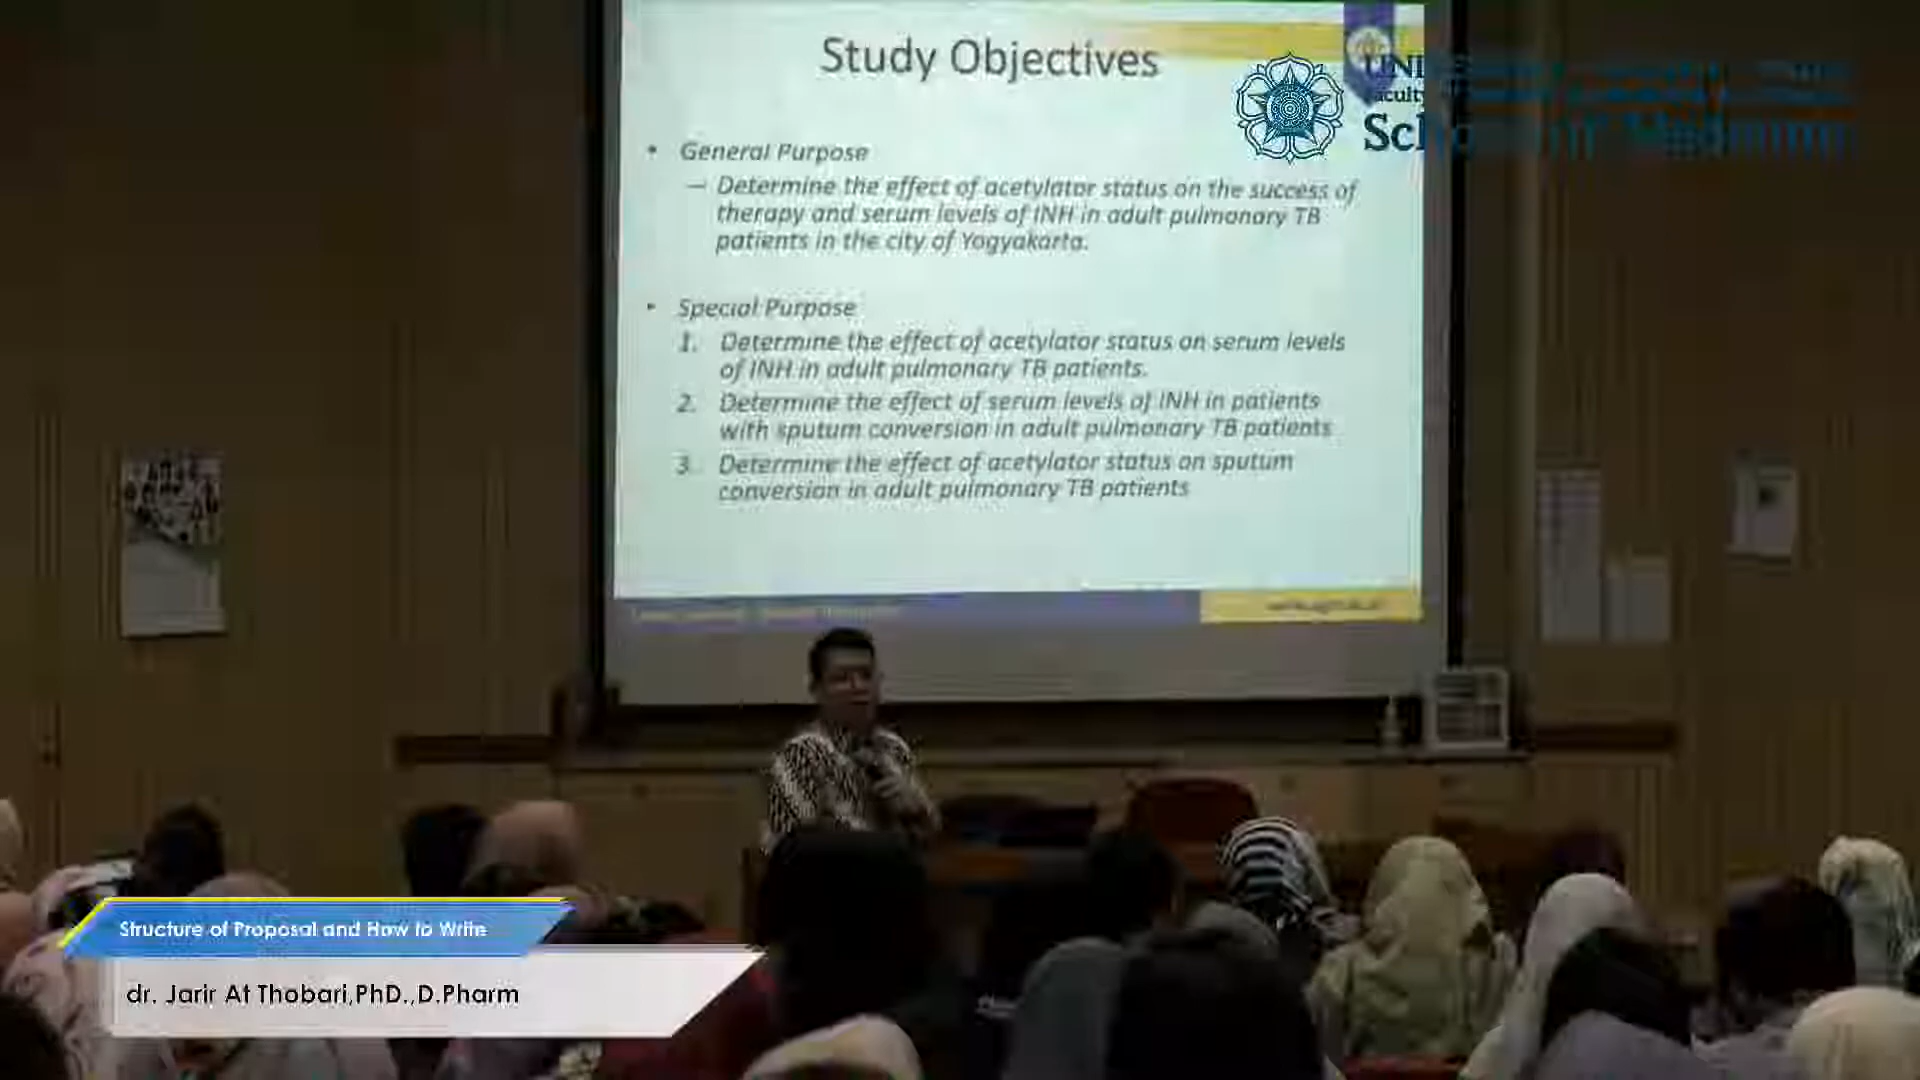 Study Objectives
UNI
Faculty
School of Medicine
• General Purpose
– Determine the effect of acetylator status on the success of
therapy and serum levels of INH in adult pulmonary TB
patients in the city of Yogyakarta.
• Special Purpose
1. Determine the effect of acetylator status on serum levels
of INH in adult pulmonary TB patients.
2. Determine the effect of serum levels of INH in patients
with sputum conversion in adult pulmonary TB patients
3. Determine the effect of acetylator status on sputum
conversion in adult pulmonary TB patients
Structure of Proposal and How to Write
dr. Jarir At Thobari,PhD.,D.Pharm